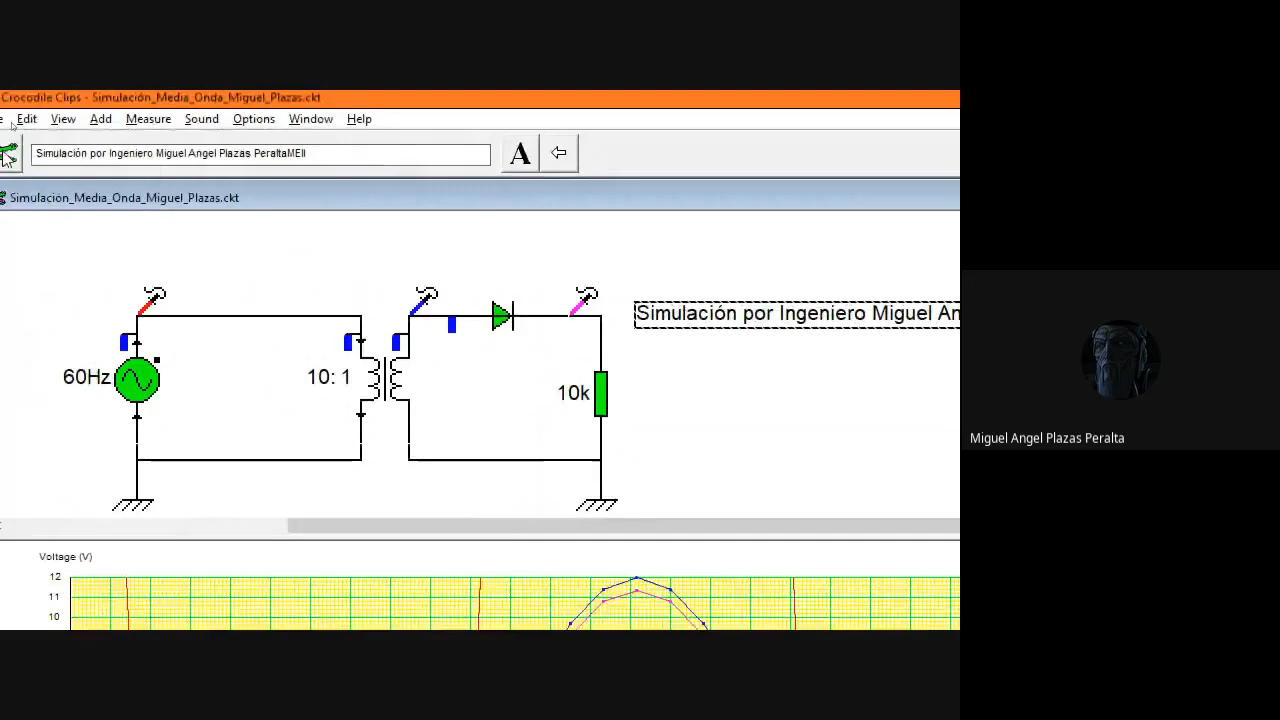 Crocodile Clips - Simulación_Media_Onda_Miguel_Plazas.ckt
Edit View Add Measure Sound Options Window Help
Simulación por Ingeniero Miguel Angel Plazas PeraltaMEII
A
Simulación_Media_Onda_Miguel_Plazas.ckt
Simulación por Ingeniero Miguel An
60Hz
10: 1
10k
Miguel Angel Plazas Peralta
Voltage (V)
12
11
10